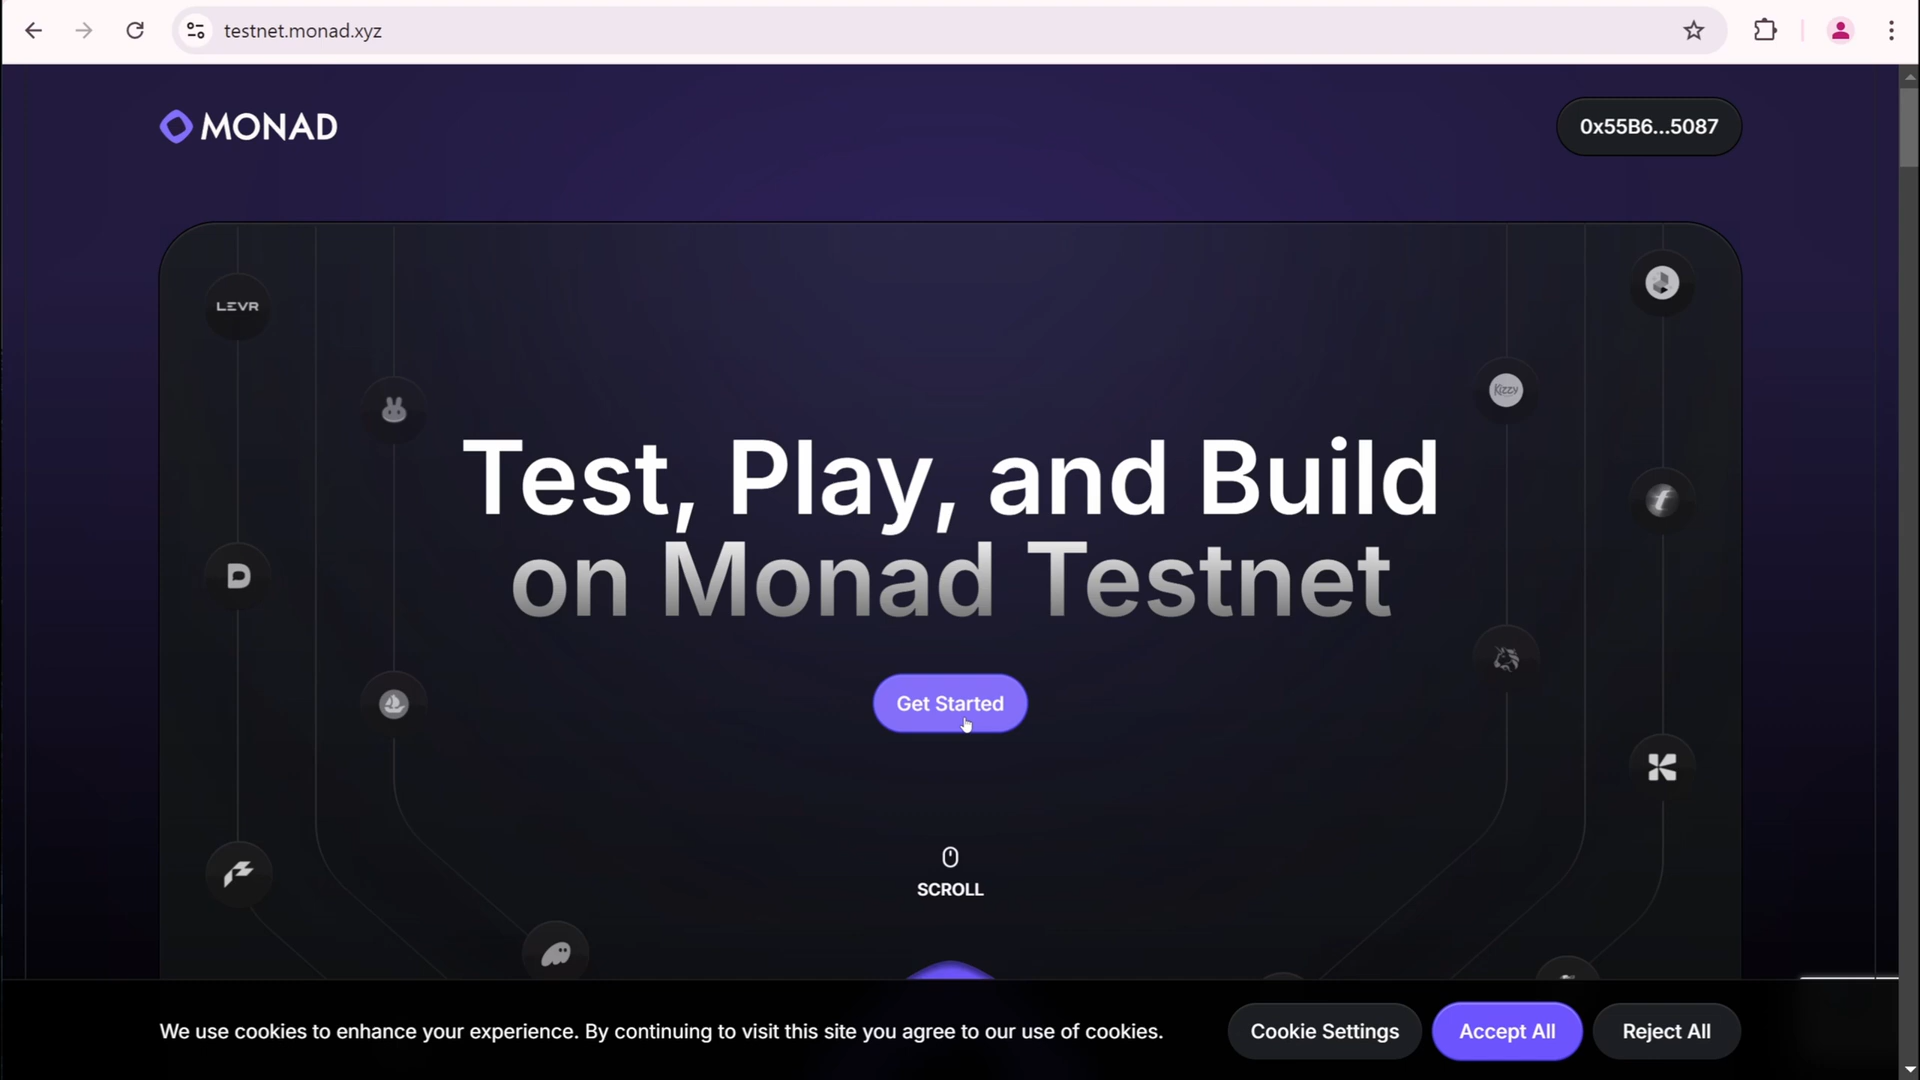 testnet.monad.xyz
MONAD
0x55B6...5087
LEVR
Kizzy
Test, Play, and Build
on Monad Testnet
Get Started
SCROLL
We use cookies to enhance your experience. By continuing to visit this site you agree to our use of cookies.
Cookie Settings
Accept All
Reject All